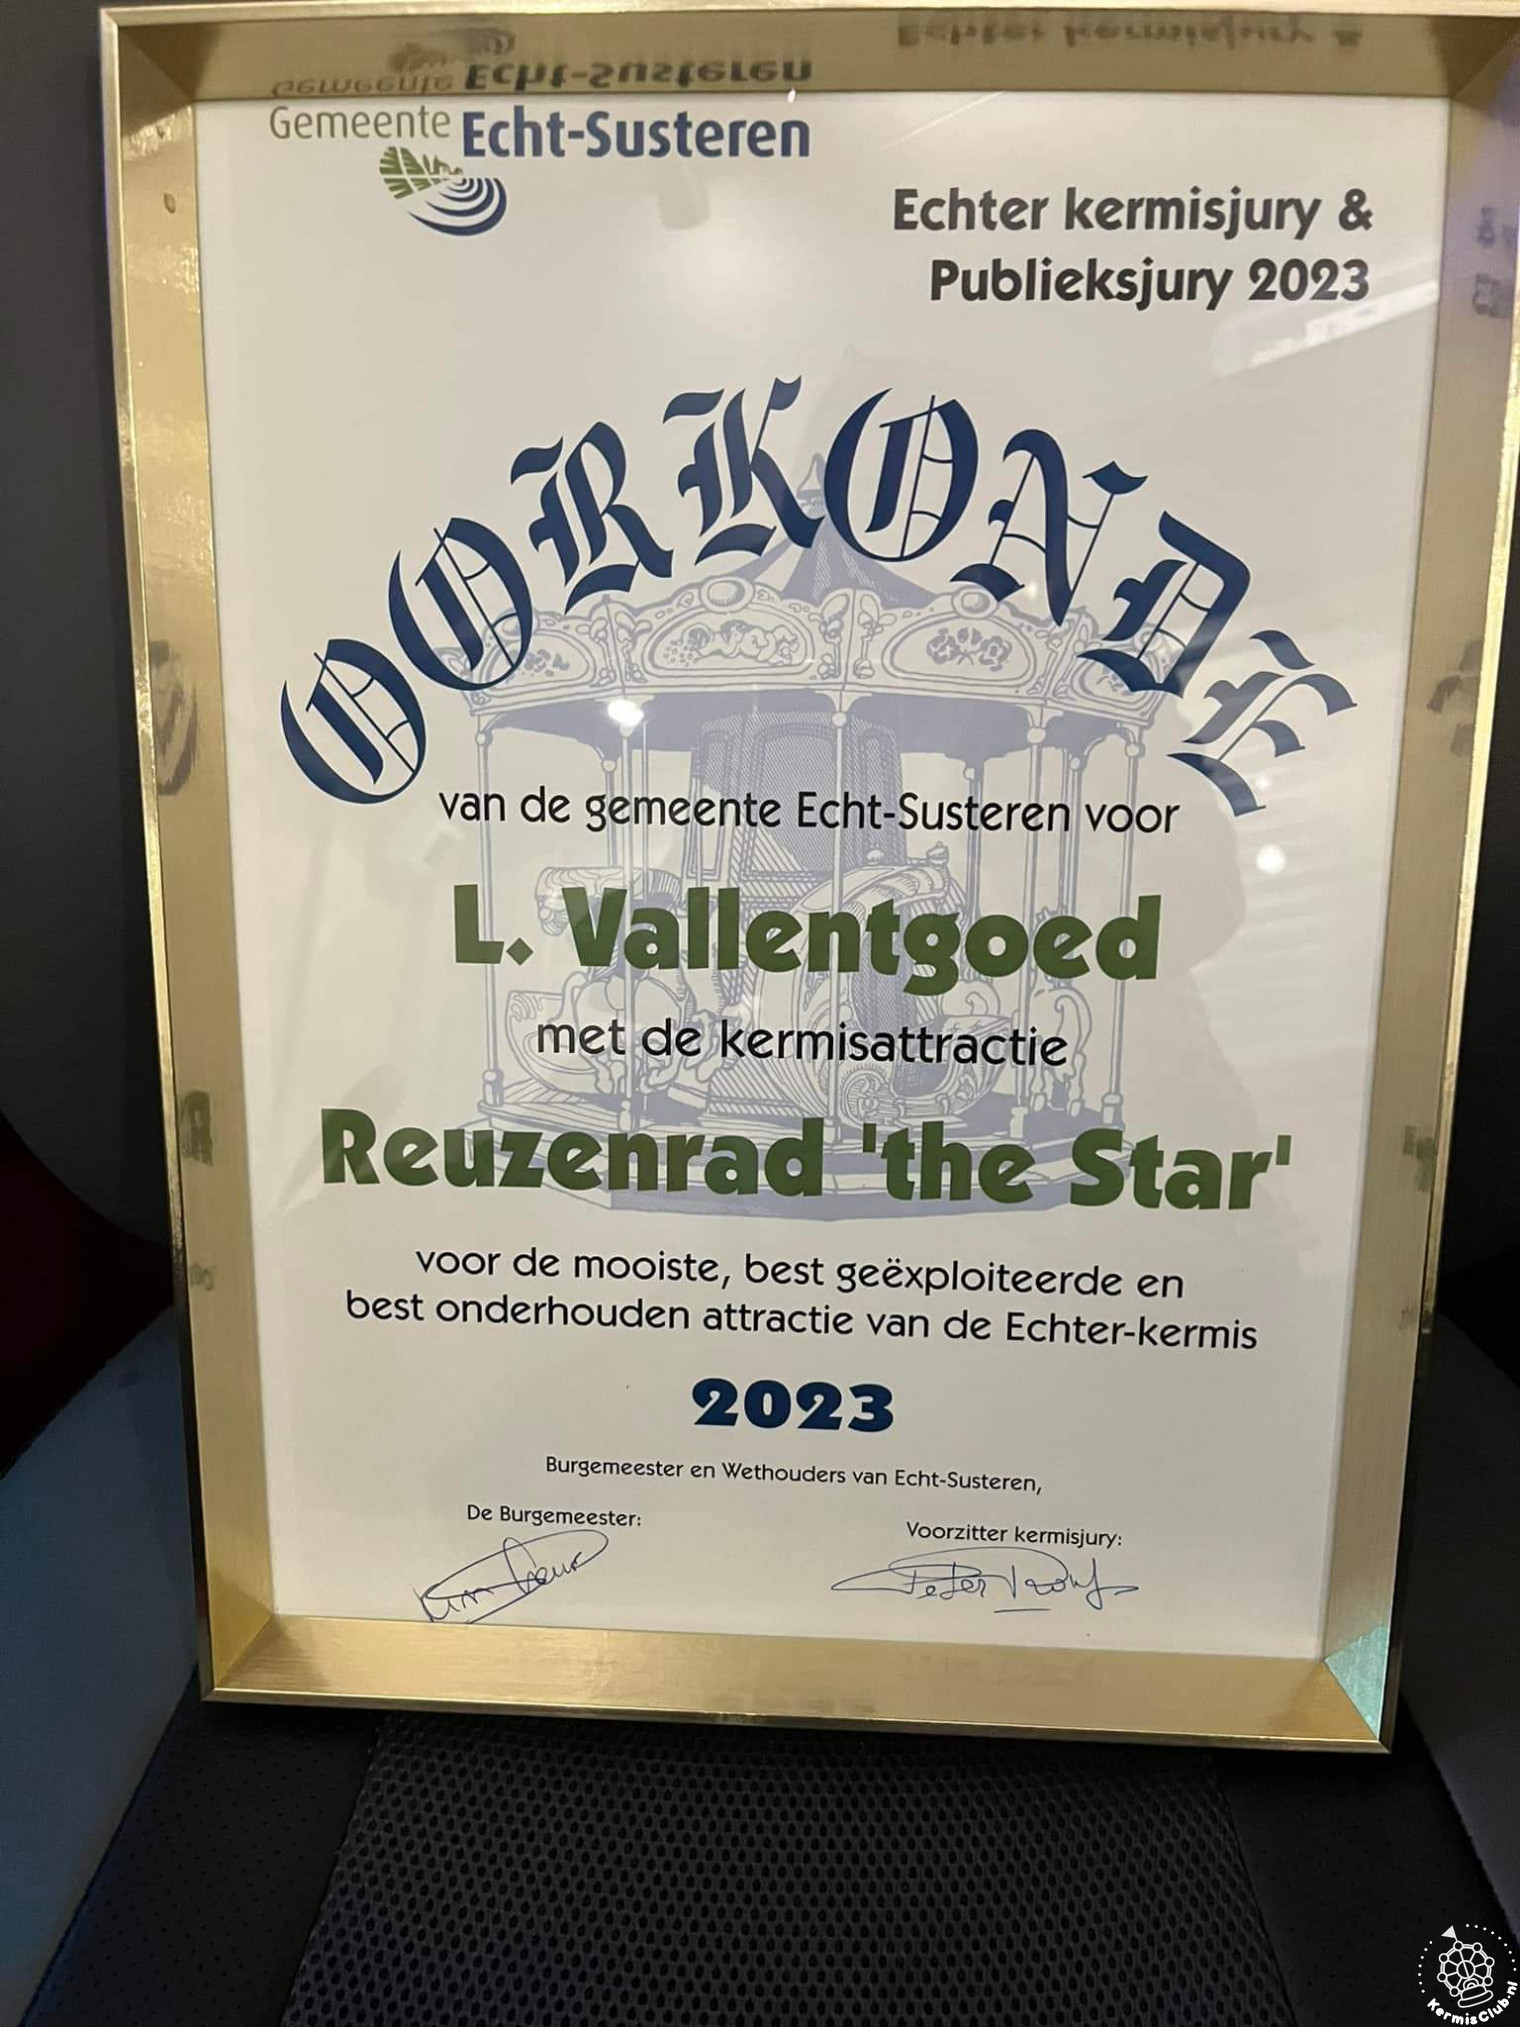 Gemeente Echt-Susteren
Echter kermisjury &
Publieksjury 2023
OORKONDE
van de gemeente Echt-Susteren voor
L. Vallentgoed
met de kermisattractie
Reuzenrad 'the Star'
voor de mooiste, best geëxploiteerde en
best onderhouden attractie van de Echter-kermis
2023
Burgemeester en Wethouders van Echt-Susteren,
De Burgemeester:
Voorzitter kermisjury:
Peter
KermisClub.nl